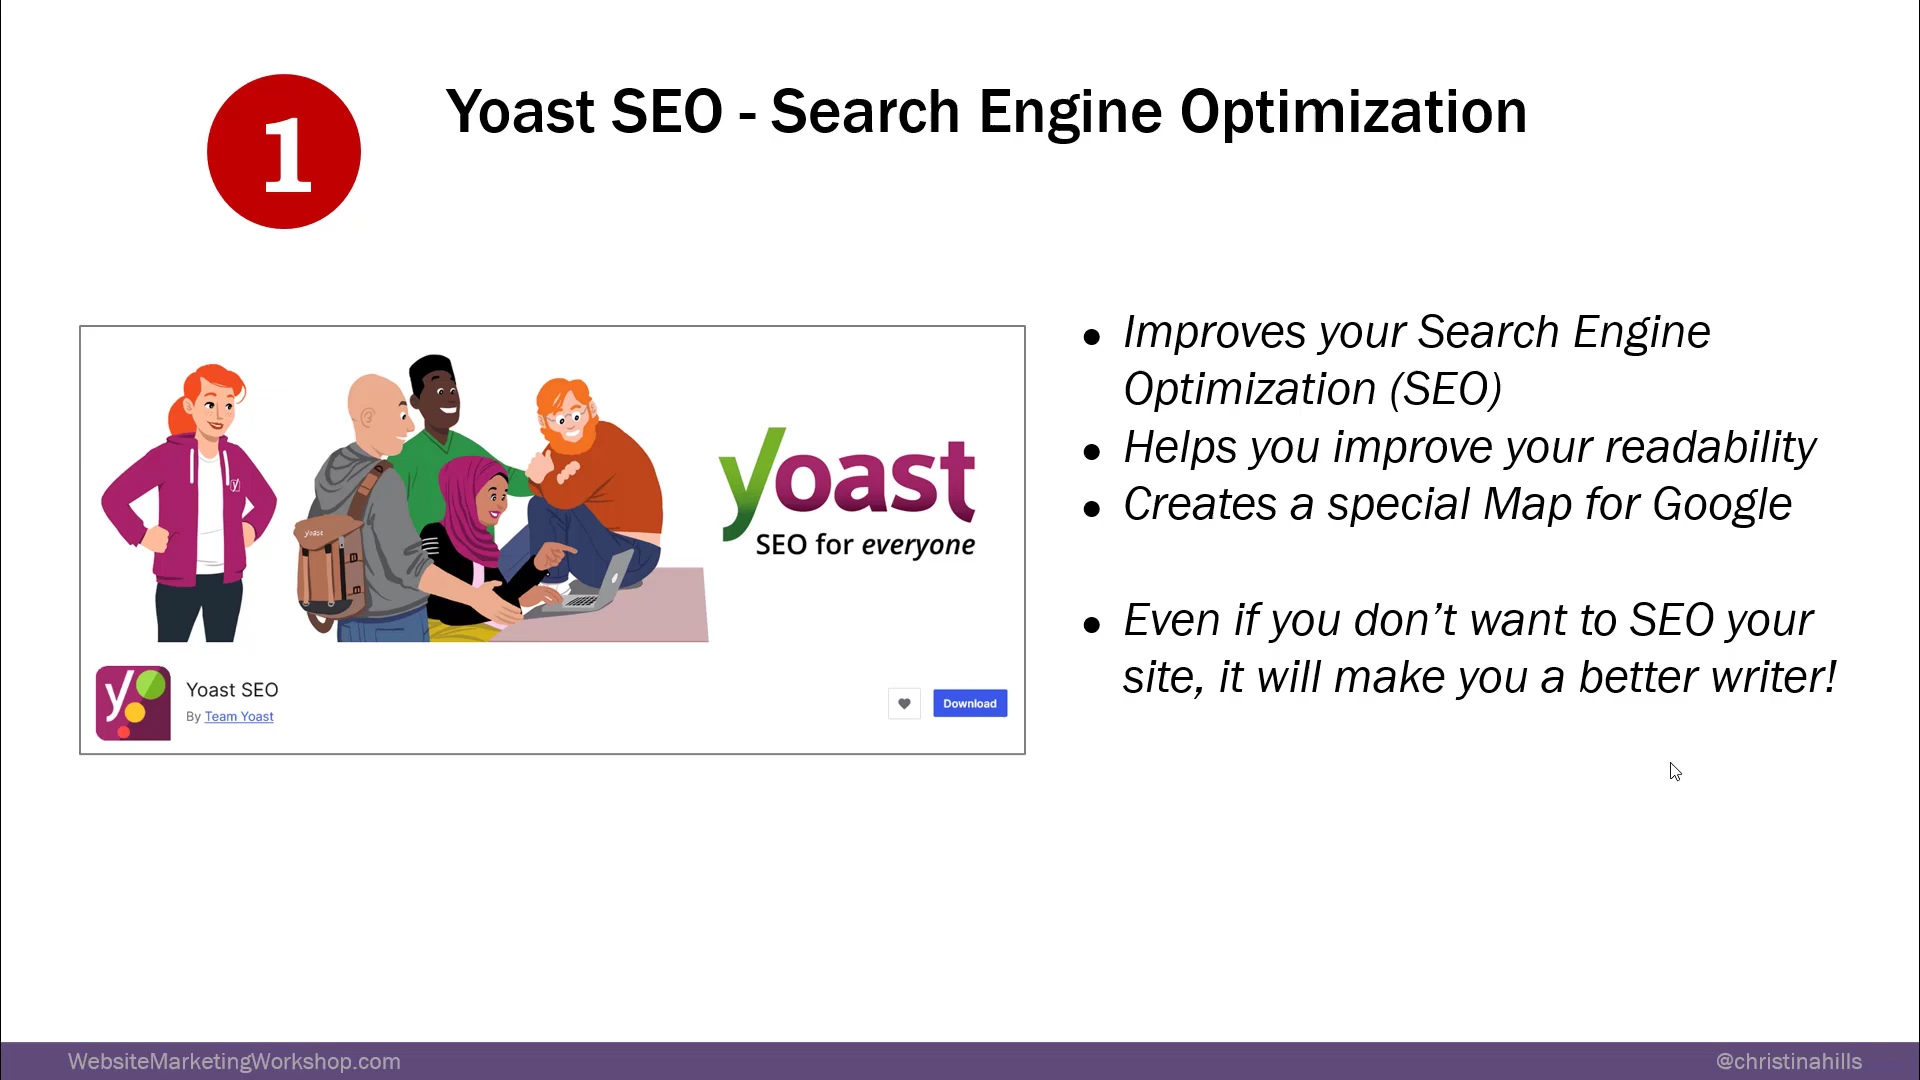 1
Yoast SEO - Search Engine Optimization
yoast
SEO for everyone
y
yoast
y
Yoast SEO
By Team Yoast
Download
• Improves your Search Engine
Optimization (SEO)
• Helps you improve your readability
• Creates a special Map for Google
• Even if you don’t want to SEO your
site, it will make you a better writer!
WebsiteMarketingWorkshop.com
@christinahills